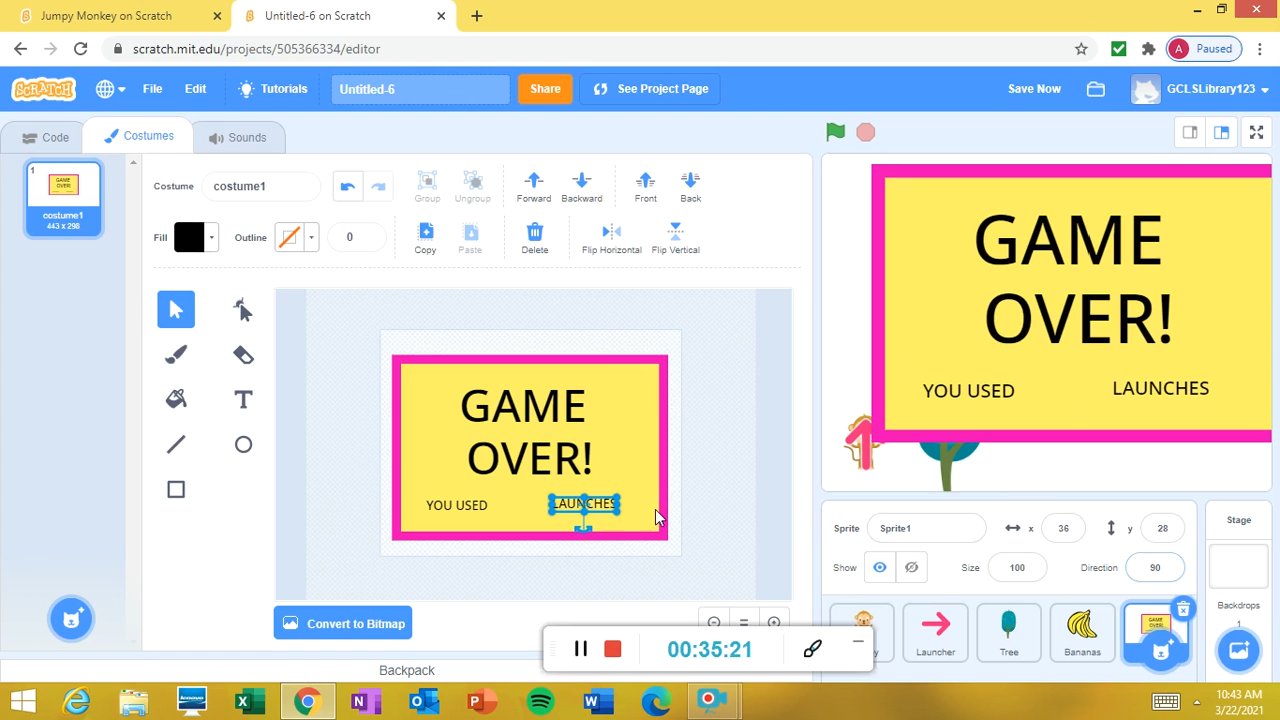 Jumpy Monkey on Scratch
Untitled-6 on Scratch
scratch.mit.edu/projects/505366334/editor
A Paused
SCRATCH
File
Edit
Tutorials
Untitled-6
Share
See Project Page
Save Now
GCLSLibrary123
Code
Costumes
Sounds
1
GAME
OVER!
costume1
443 x 298
Costume
costume1
Group
Ungroup
Forward
Backward
Front
Back
Fill
Outline
0
Copy
Paste
Delete
Flip Horizontal
Flip Vertical
GAME
OVER!
YOU USED
LAUNCHES
Convert to Bitmap
Backpack
GAME
OVER!
YOU USED
LAUNCHES
Sprite
Sprite1
x
36
y
28
Show
Size
100
Direction
90
Launcher
Tree
Bananas
Stage
Backdrops
1
00:35:21
10:43 AM
3/22/2021